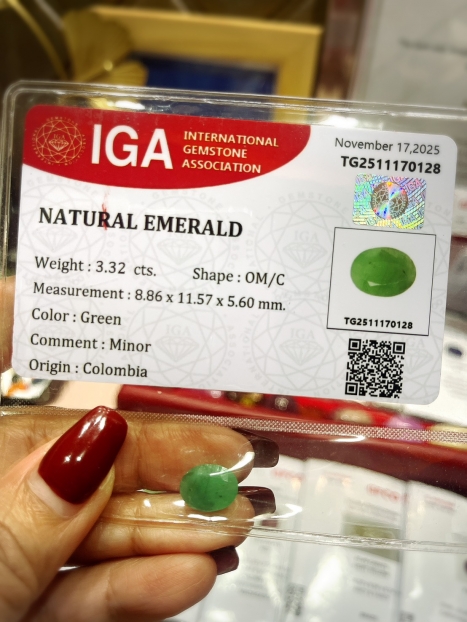 IGA
INTERNATIONAL
GEMSTONE
ASSOCIATION
November 17,2025
TG2511170128
NATURAL EMERALD
Weight : 3.32 cts. Shape : OM/C
Measurement : 8.86 x 11.57 x 5.60 mm.
Color : Green
Comment : Minor
Origin : Colombia
TG2511170128
IGA